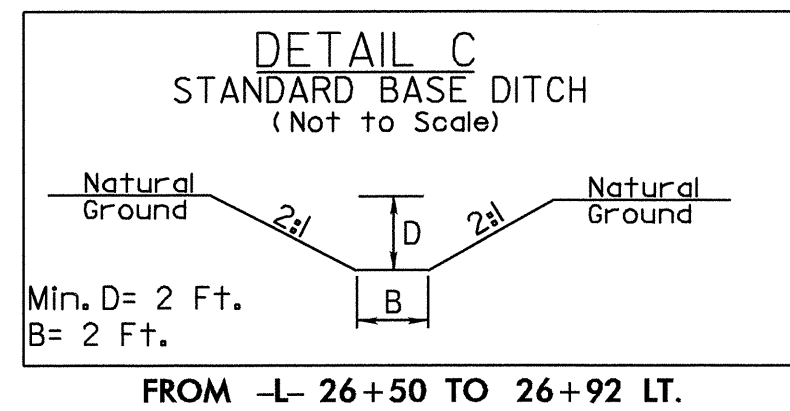 DETAIL C
STANDARD BASE DITCH
(Not to Scale)
Natural
Ground
2:1
D
2:1
Natural
Ground
Min. D= 2 Ft.
B
B= 2 Ft.
FROM -L- 26+50 TO 26+92 LT.